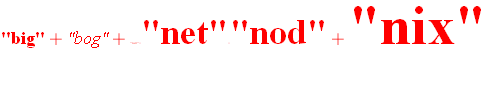 "big" + "bog" + "net" "nod" + "nix"